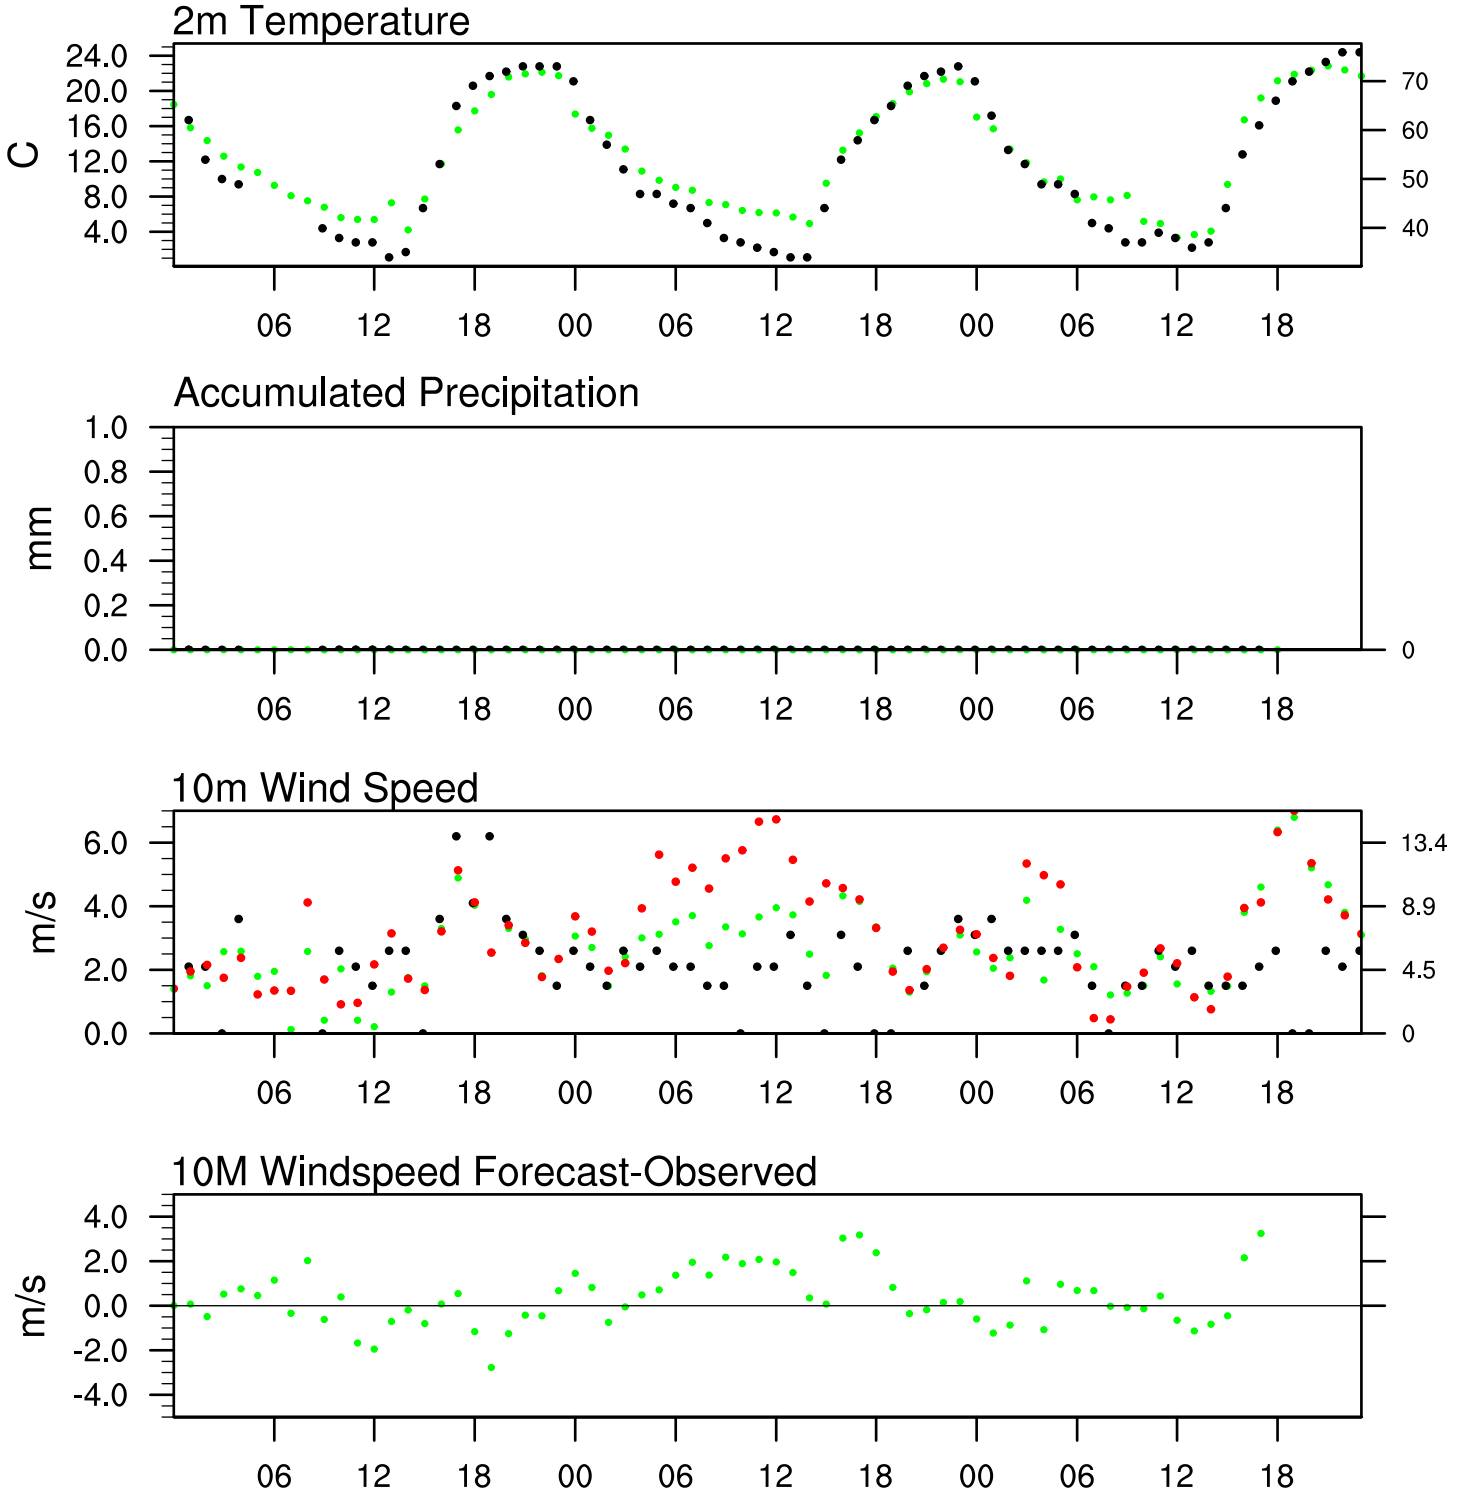 2m Temperature
24.0
20.0 70
16.0 60
12.0
8.0 50
4.0 40
C
06 12 18 00 06 12 18 00 06 12 18
Accumulated Precipitation
1.0
0.8
0.6
0.4
0.2
0.0 0
mm
06 12 18 00 06 12 18 00 06 12 18
10m Wind Speed
6.0 13.4
4.0 8.9
2.0 4.5
0.0 0
m/s
06 12 18 00 06 12 18 00 06 12 18
10M Windspeed Forecast-Observed
4.0
2.0
0.0
-2.0
-4.0
m/s
06 12 18 00 06 12 18 00 06 12 18